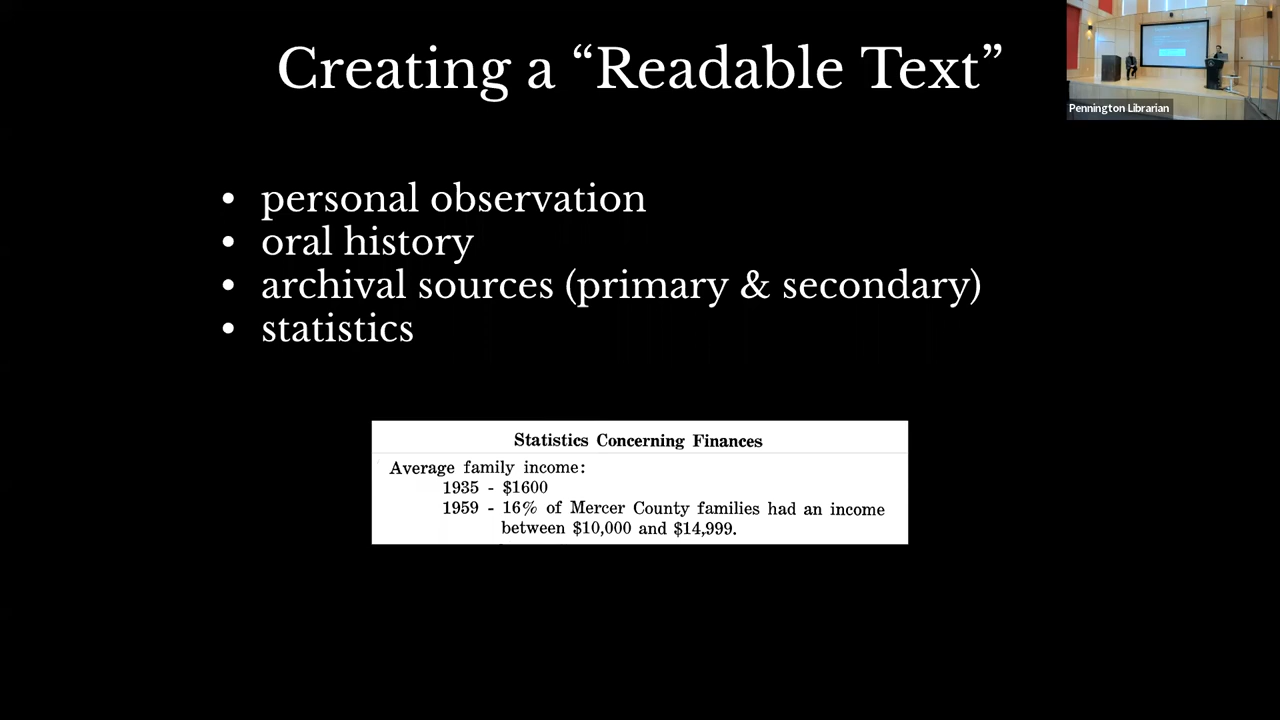 Creating a “Readable Text”
Pennington Librarian
• personal observation
• oral history
• archival sources (primary & secondary)
• statistics
Statistics Concerning Finances
Average family income:
1935 - $1600
1959 - 16% of Mercer County families had an income
between $10,000 and $14,999.